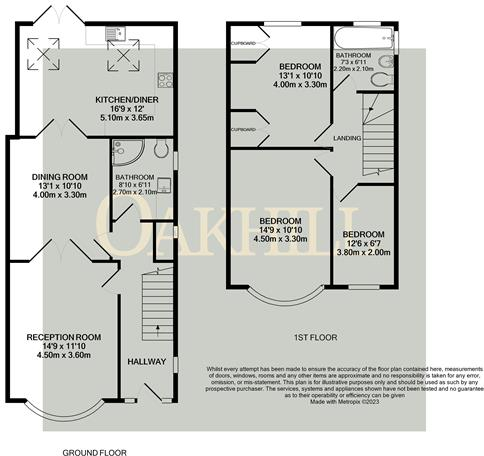 KITCHEN/DINER
16'9 x 12'
5.10m x 3.65m
DINING ROOM
13'1 x 10'10
4.00m x 3.30m
BATHROOM
8'10 x 6'11
2.70m x 2.10m
RECEPTION ROOM
14'9 x 11'10
4.50m x 3.60m
HALLWAY
GROUND FLOOR
CUPBOARD
BEDROOM
13'1 x 10'10
4.00m x 3.30m
BATHROOM
7'3 x 6'11
2.20m x 2.10m
CUPBOARD
LANDING
BEDROOM
14'9 x 10'10
4.50m x 3.30m
BEDROOM
12'6 x 6'7
3.80m x 2.00m
OAKHILL
1ST FLOOR
Whilst every attempt has been made to ensure the accuracy of the floor plan contained here, measurements
of doors, windows, rooms and any other items are approximate and no responsibility is taken for any error,
omission, or mis-statement. This plan is for illustrative purposes only and should be used as such by any
prospective purchaser. The services, systems and appliances shown have not been tested and no guarantee
as to their operability or efficiency can be given
Made with Metropix ©2023